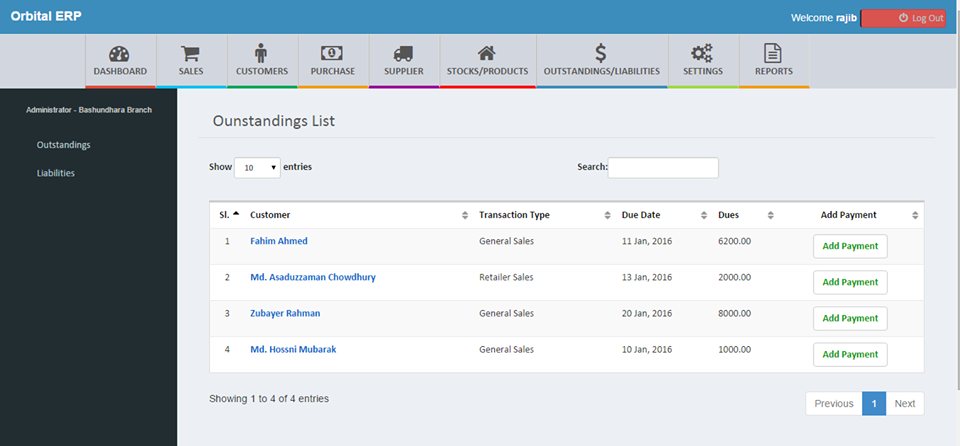 Orbital ERP
Welcome rajib Log Out
DASHBOARD SALES CUSTOMERS PURCHASE SUPPLIER STOCKS/PRODUCTS OUTSTANDINGS/LIABILITIES SETTINGS REPORTS
Administrator - Bashundhara Branch
Outstandings
Liabilities
Ounstandings List
Show 10 entries Search:
Sl. Customer Transaction Type Due Date Dues Add Payment
1 Fahim Ahmed General Sales 11 Jan, 2016 6200.00 Add Payment
2 Md. Asaduzzaman Chowdhury Retailer Sales 13 Jan, 2016 2000.00 Add Payment
3 Zubayer Rahman General Sales 20 Jan, 2016 8000.00 Add Payment
4 Md. Hossni Mubarak General Sales 10 Jan, 2016 1000.00 Add Payment
Showing 1 to 4 of 4 entries
Previous 1 Next